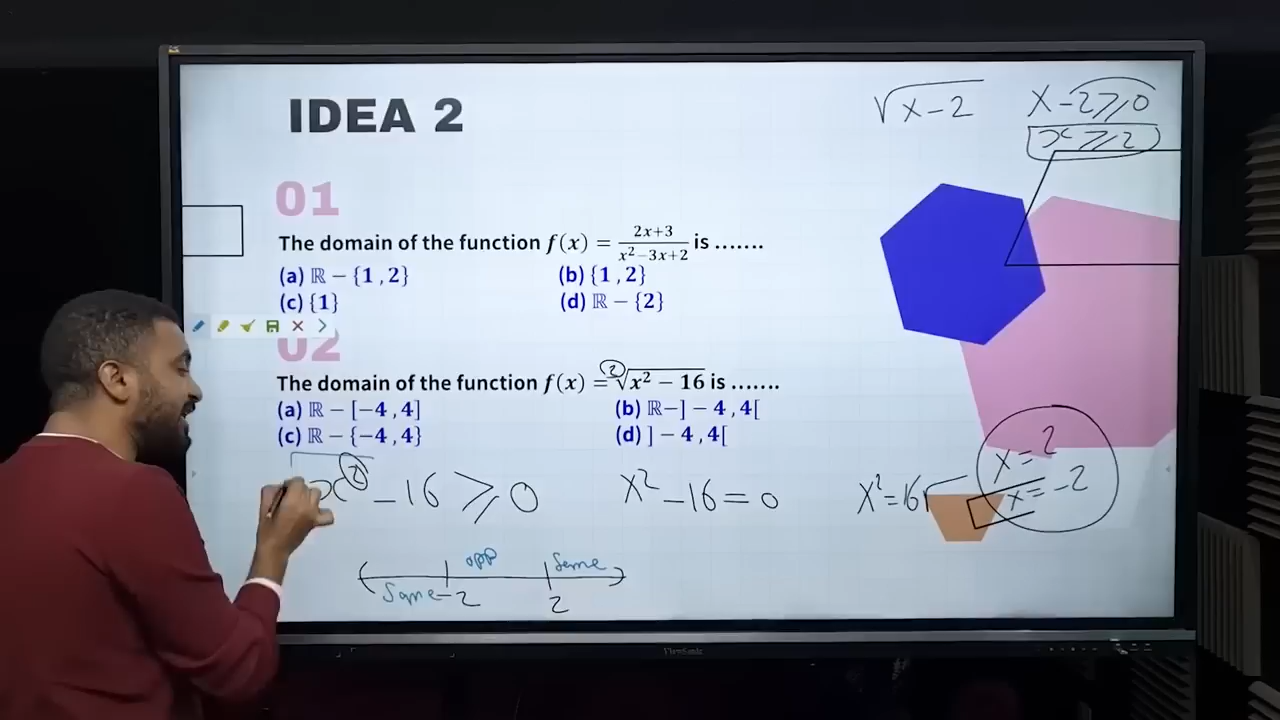 IDEA 2
√x-2 x-2⩾0
x⩾2
01
The domain of the function f(x) = 2x+3 / x²-3x+2 is .......
(a) ℝ - {1 , 2} (b) {1 , 2}
(c) {1} (d) ℝ - {2}
02
The domain of the function f(x) = ²√x² - 16 is .......
(a) ℝ - [-4 , 4] (b) ℝ-] - 4 , 4[
(c) ℝ - {-4 , 4} (d) ] - 4 , 4[
x² - 16 ⩾ 0 x² - 16 = 0 x² = 16 x = 2
x = -2
opp Same
Same -2 2
ViewSonic